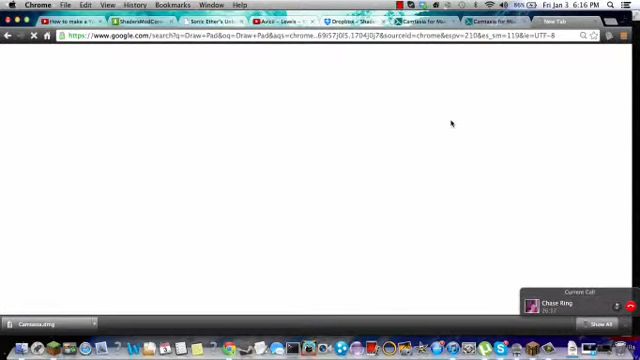 Chrome File Edit View History Bookmarks Window Help 86% Fri Jan 3 6:16 PM
How to make a Y ShadersModCore Sonic Ether's Un Avicii – Levels – Y Dropbox – Shade Camtasia for Ma Camtasia for Ma New Tab
https://www.google.com/search?q=Draw+Pad&oq=Draw+Pad&aqs=chrome..69i57j0l5.1704j0j7&sourceid=chrome&espv=210&es_sm=119&ie=UTF-8
Current Call
Chase Ring
Camtasia.dmg
Show All